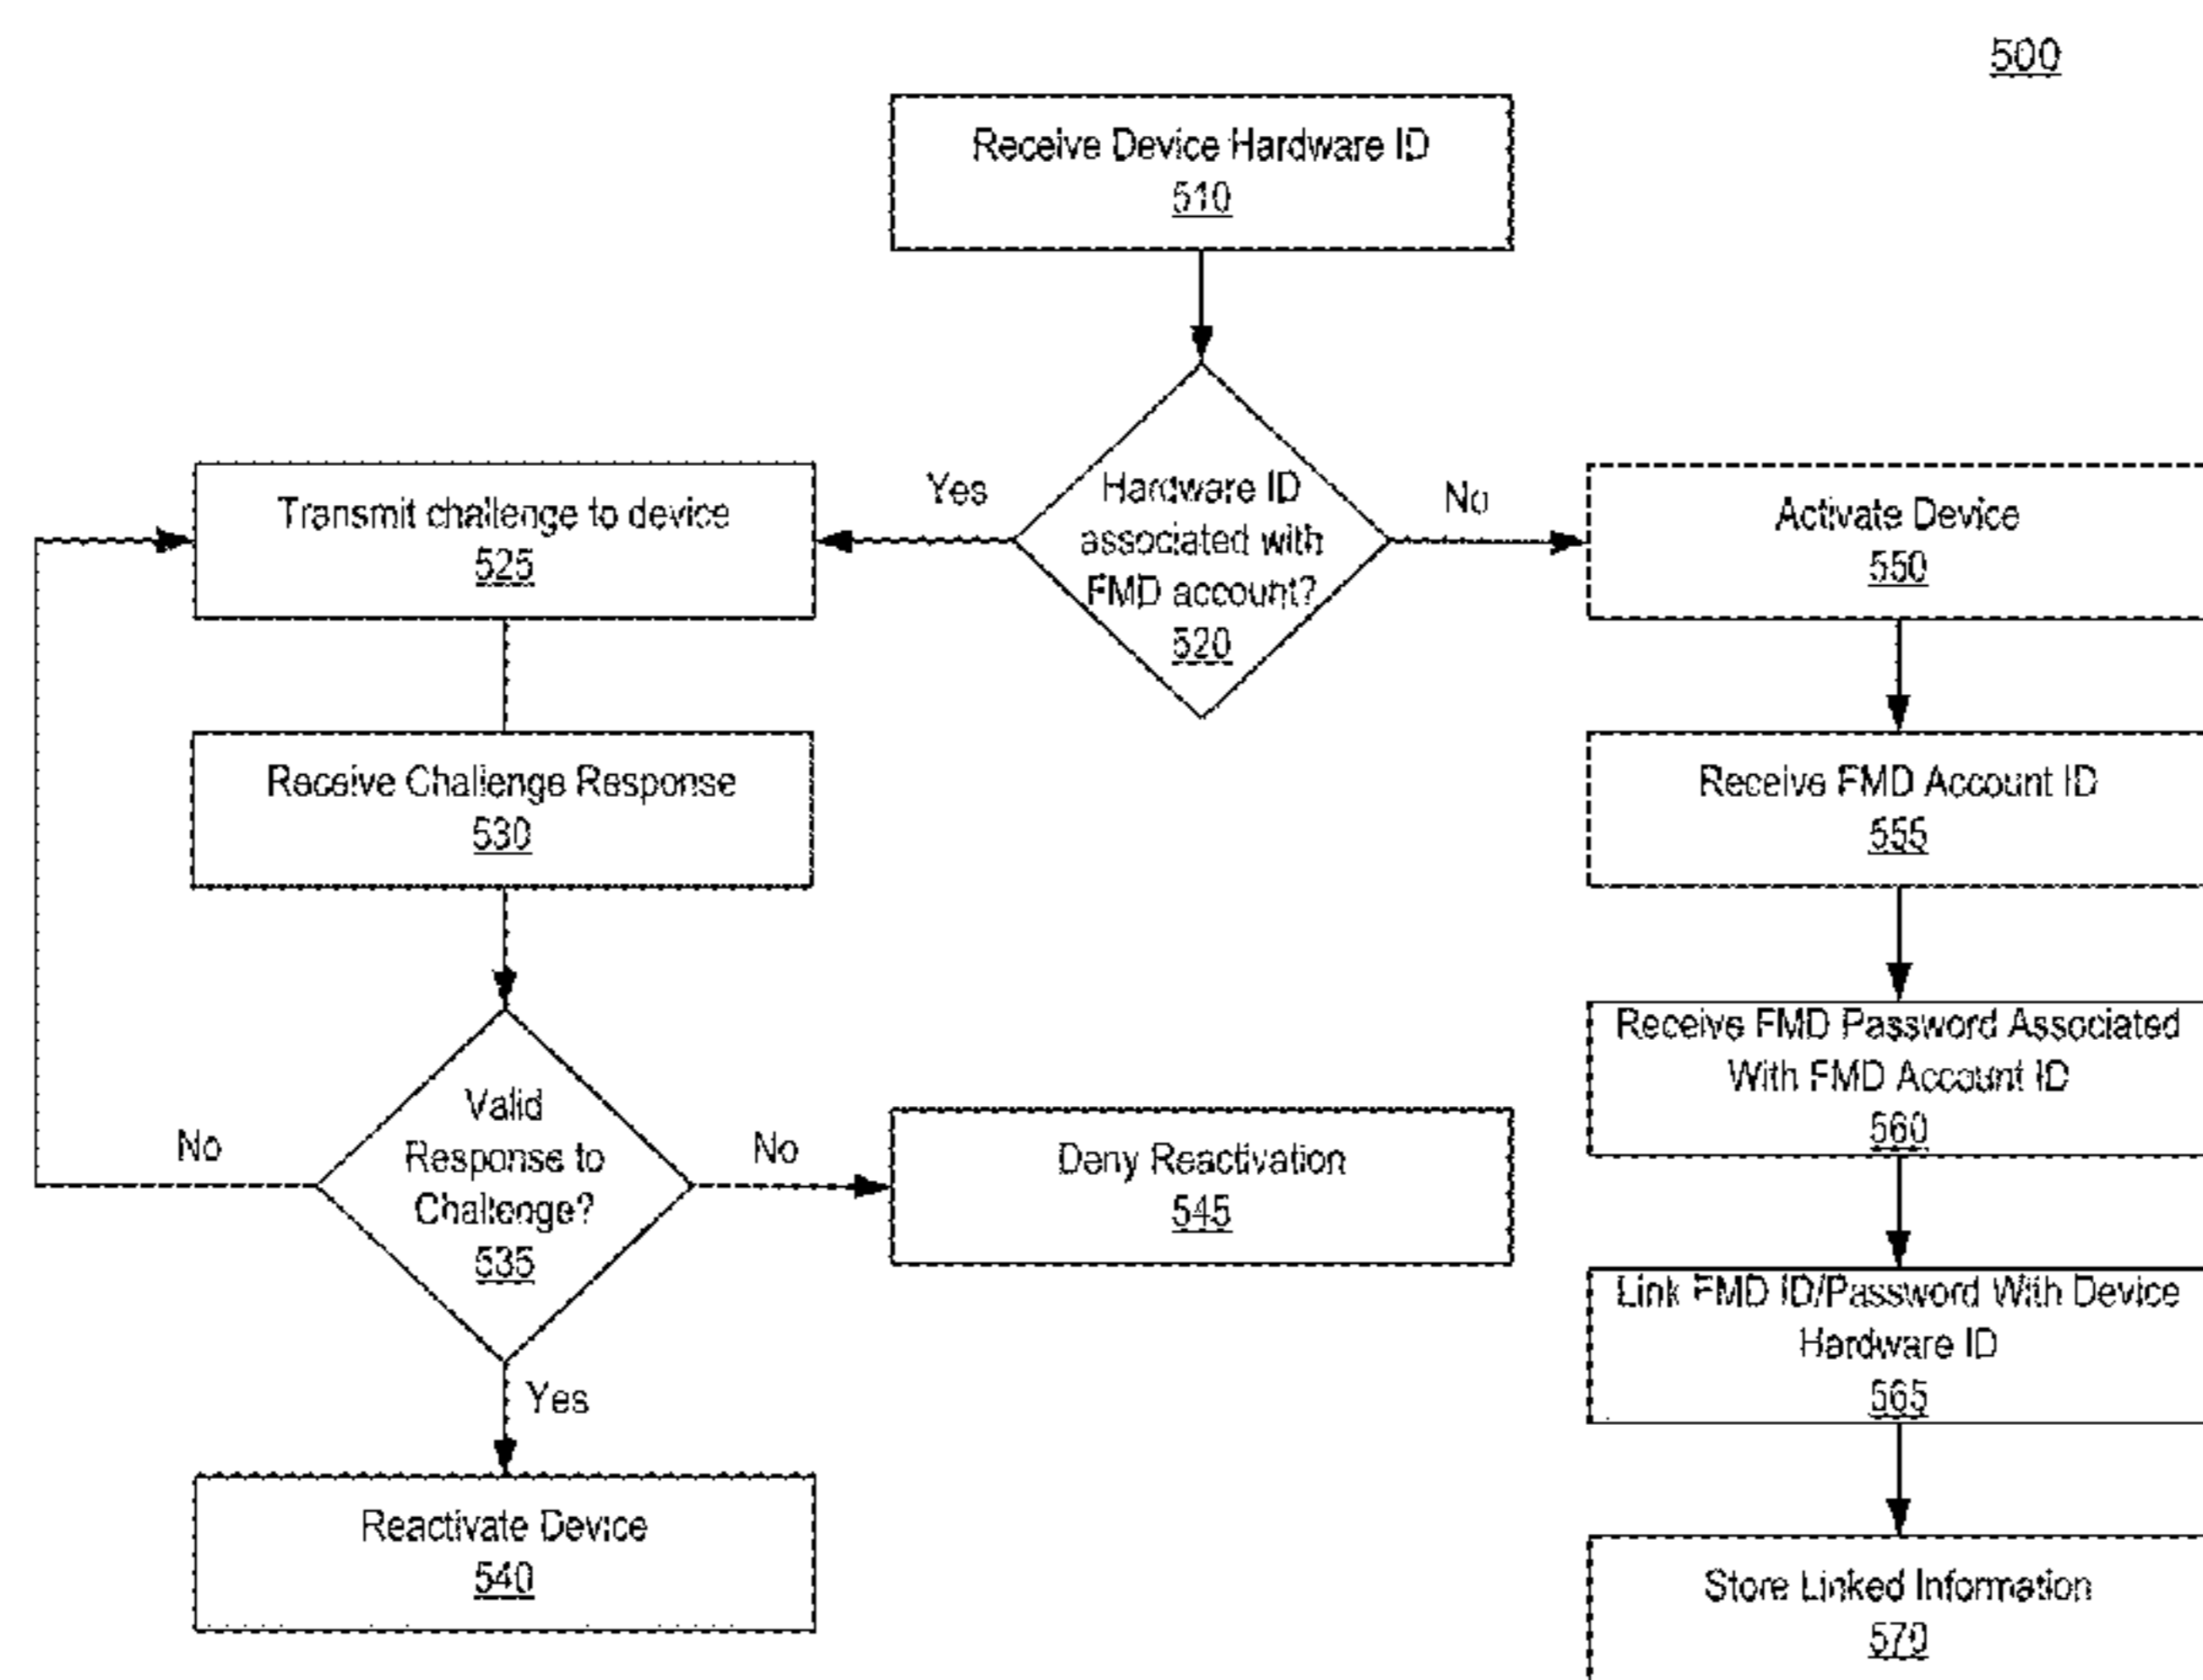 500
Receive Device Hardware ID
510
Hardware ID
associated with
FMD account?
520
Yes
No
Transmit challenge to device
525
Activate Device
550
Receive Challenge Response
530
Receive FMD Account ID
555
Receive FMD Password Associated
With FMD Account ID
560
Valid
Response to
Challenge?
535
No
No
Deny Reactivation
545
Link FMD ID/Password With Device
Hardware ID
565
Yes
Reactivate Device
540
Store Linked Information
570